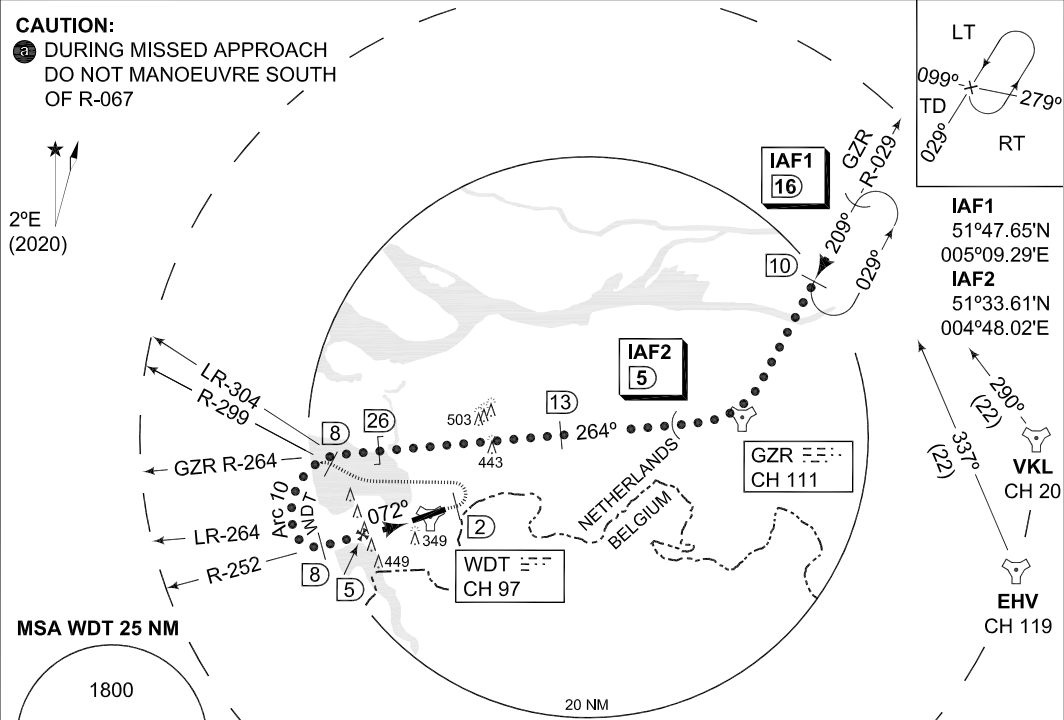 CAUTION:
a DURING MISSED APPROACH
DO NOT MANOEUVRE SOUTH
OF R-067
2ºE
(2020)
LT
099º
TD
279º
029º
RT
GZR
R-029
IAF1
16
209º
029º
10
IAF1
51º47.65'N
005º09.29'E
IAF2
51º33.61'N
004º48.02'E
IAF2
5
LR-304
R-299
8
26
503
443
13
264º
GZR
CH 111
290º
(22)
VKL
CH 20
337º
(22)
EHV
CH 119
NETHERLANDS
BELGIUM
GZR R-264
Arc 10
WDT
072º
349
2
LR-264
R-252
8
5
449
WDT
CH 97
MSA WDT 25 NM
1800
20 NM